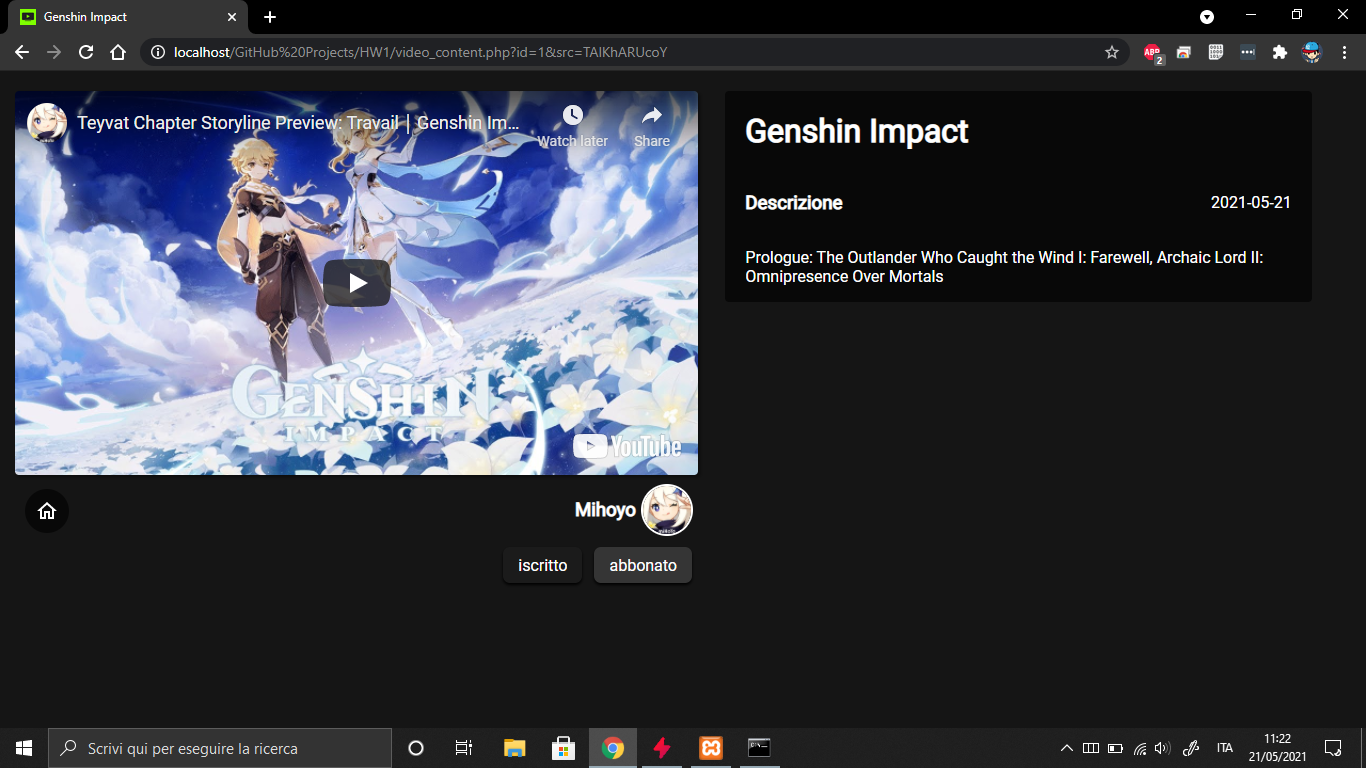 Genshin Impact
localhost/GitHub%20Projects/HW1/video_content.php?id=1&src=TAlKhARUcoY
ABP
2
Teyvat Chapter Storyline Preview: Travail | Genshin Im…
Watch later
Share
GENSHIN
IMPACT
YouTube
Mihoyo
iscritto
abbonato
Genshin Impact
Descrizione
2021-05-21
Prologue: The Outlander Who Caught the Wind I: Farewell, Archaic Lord II:
Omnipresence Over Mortals
Scrivi qui per eseguire la ricerca
ITA
11:22
21/05/2021